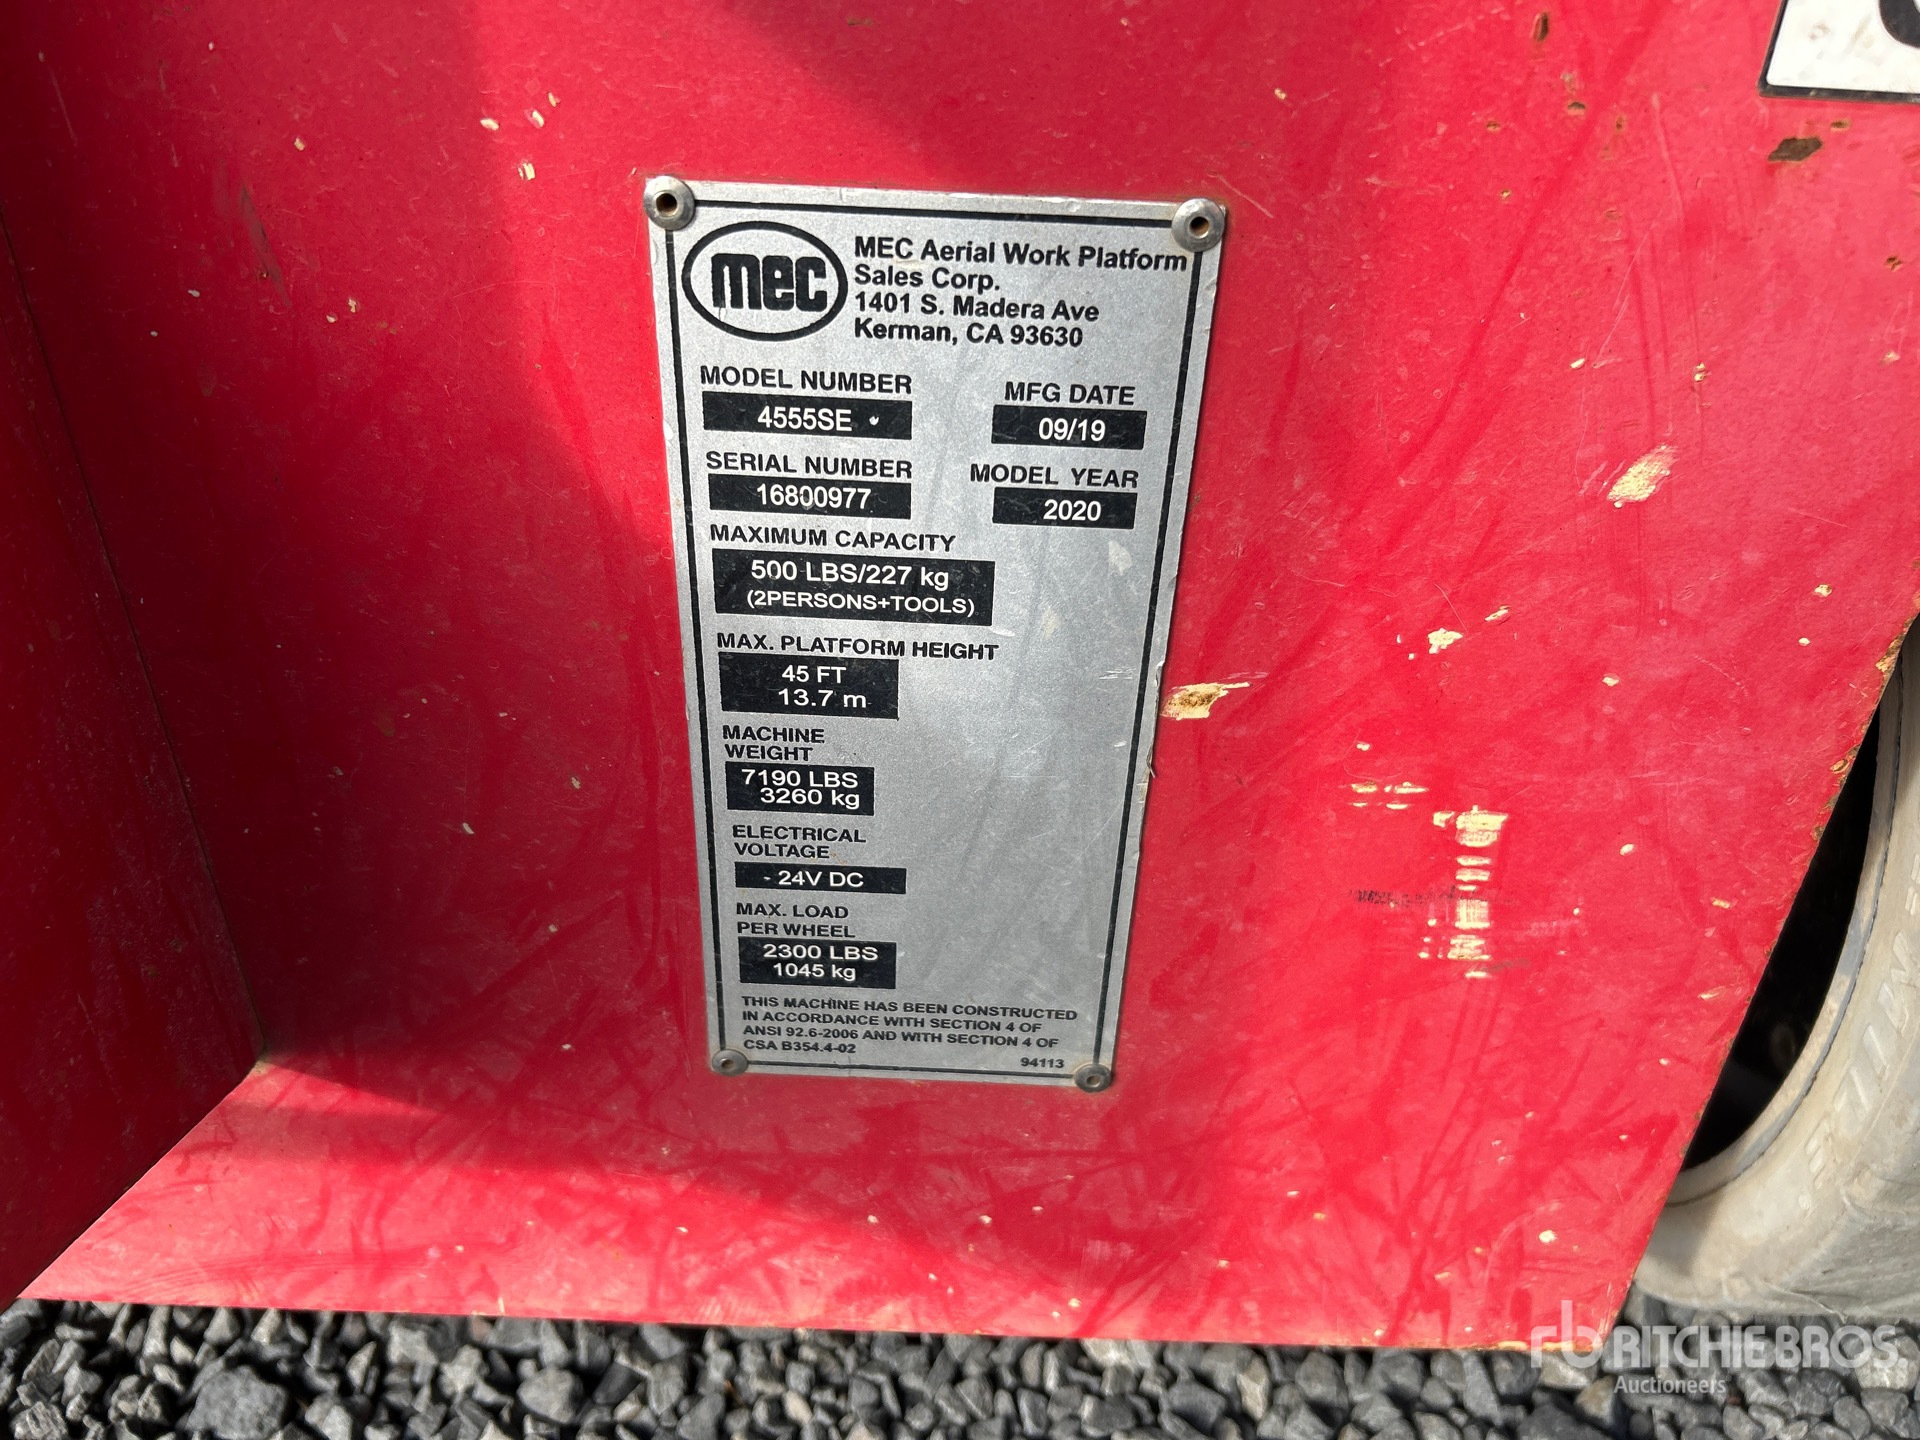 mec
MEC Aerial Work Platform
Sales Corp.
1401 S. Madera Ave
Kerman, CA 93630
MODEL NUMBER
4555SE
MFG DATE
09/19
SERIAL NUMBER
16800977
MODEL YEAR
2020
MAXIMUM CAPACITY
500 LBS/227 kg
(2PERSONS+TOOLS)
MAX. PLATFORM HEIGHT
45 FT
13.7 m
MACHINE
WEIGHT
7190 LBS
3260 kg
ELECTRICAL
VOLTAGE
24V DC
MAX. LOAD
PER WHEEL
2300 LBS
1045 kg
THIS MACHINE HAS BEEN CONSTRUCTED
IN ACCORDANCE WITH SECTION 4 OF
ANSI 92.6-2006 AND WITH SECTION 4 OF
CSA B354.4-02
94113
rb RITCHIE BROS.
Auctioneers